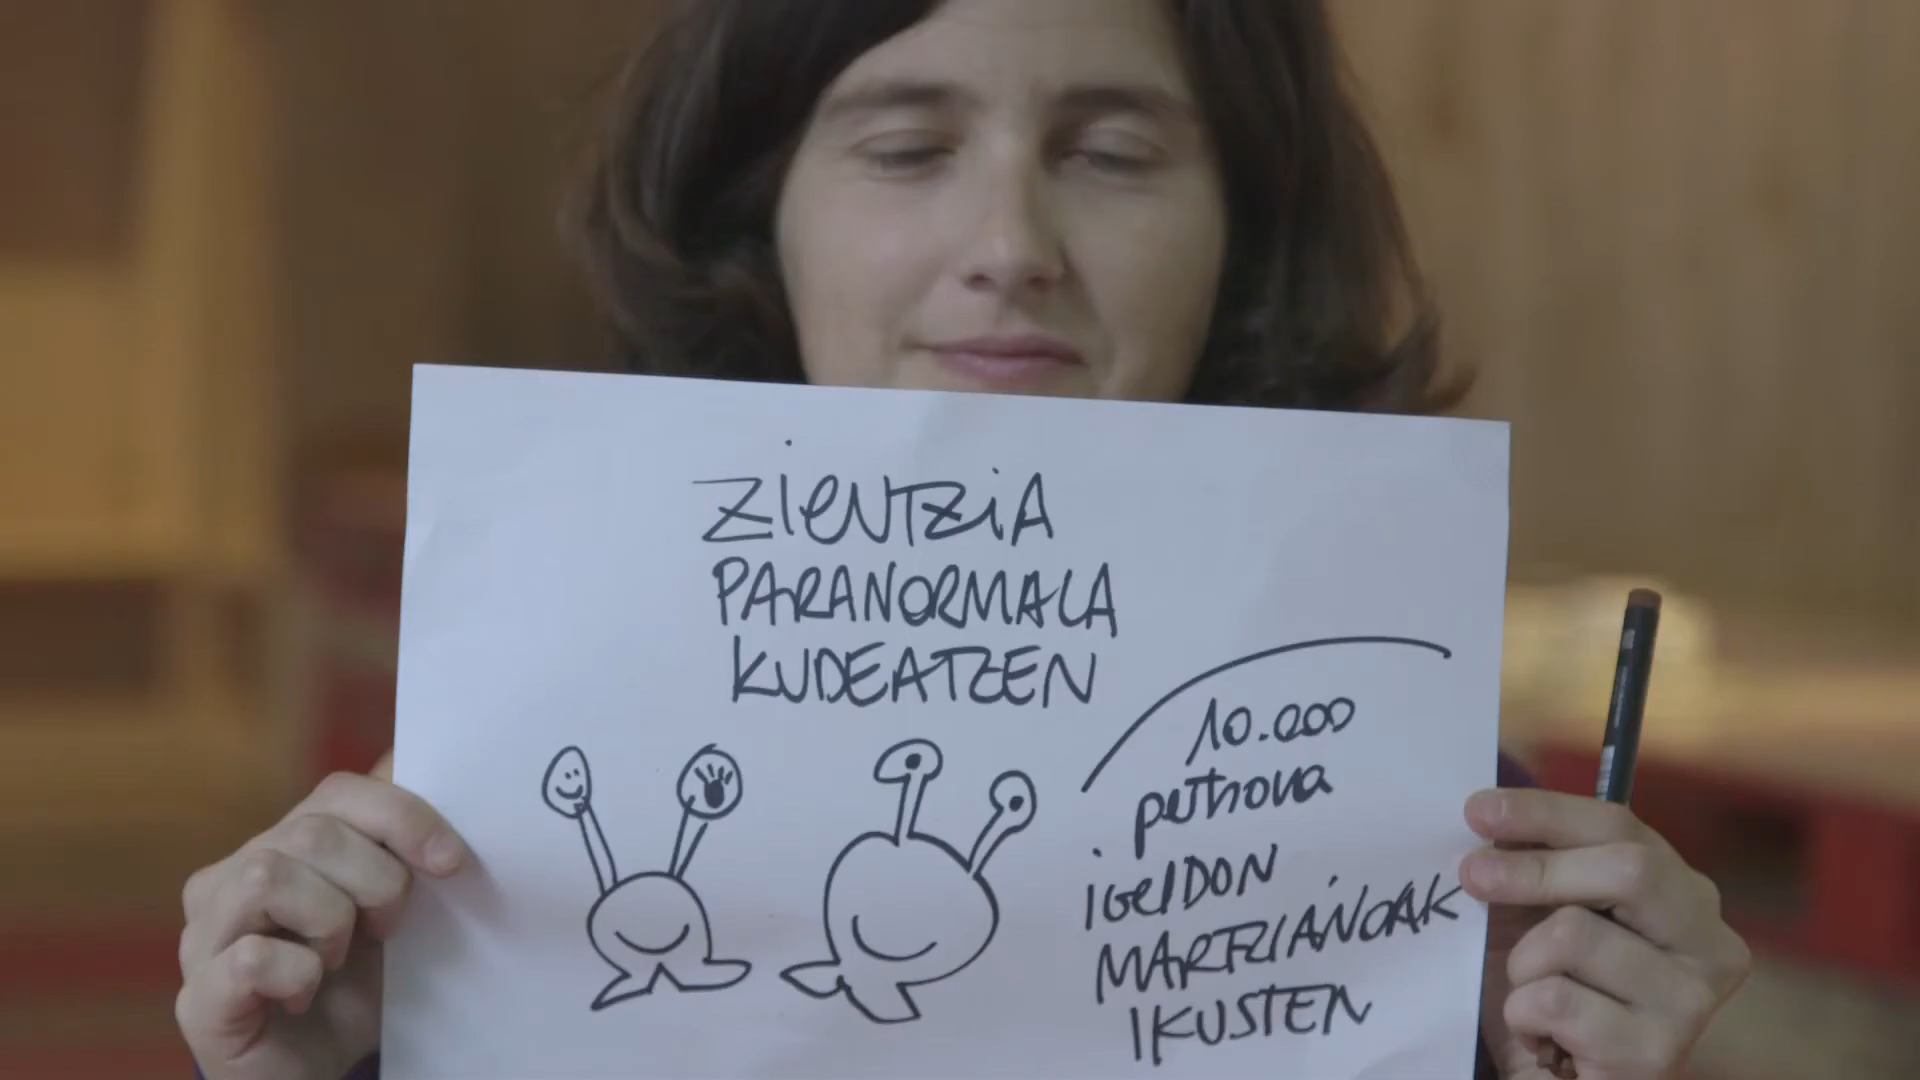 ZIENTZIA
PARANORMALA
KUDEATZEN
10.000
pertsona
IGELDON
MARTZIANOAK
IKUSTEN